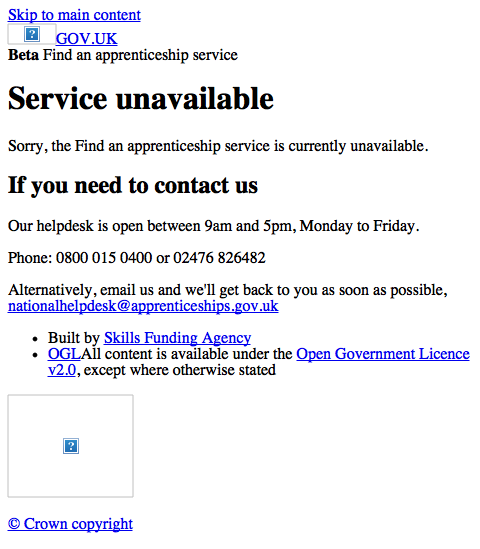 Skip to main content
GOV.UK
Beta Find an apprenticeship service
Service unavailable
Sorry, the Find an apprenticeship service is currently unavailable.
If you need to contact us
Our helpdesk is open between 9am and 5pm, Monday to Friday.
Phone: 0800 015 0400 or 02476 826482
Alternatively, email us and we'll get back to you as soon as possible,
nationalhelpdesk@apprenticeships.gov.uk
• Built by Skills Funding Agency
• OGLAll content is available under the Open Government Licence
v2.0, except where otherwise stated
© Crown copyright